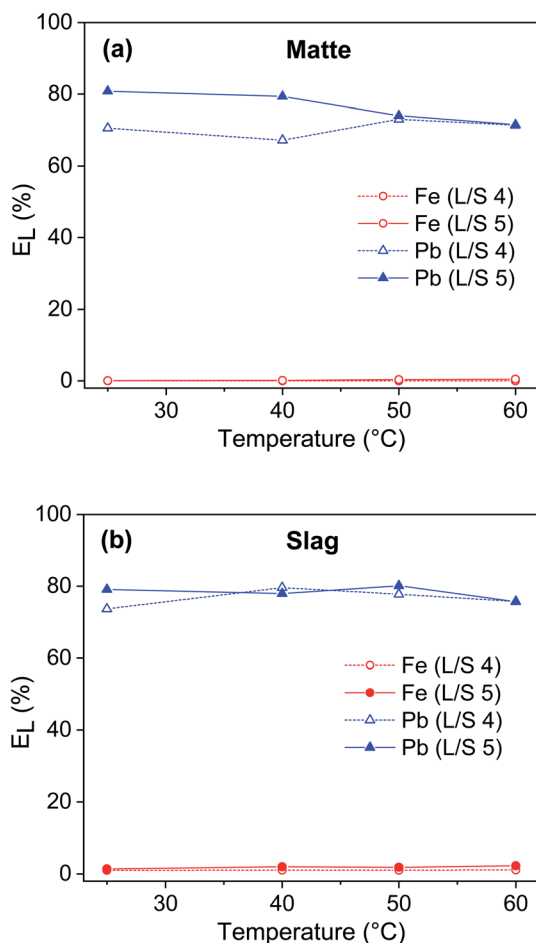 100
(a)
Matte
80
60
Fe (L/S 4)
Fe (L/S 5)
Pb (L/S 4)
Pb (L/S 5)
40
20
0
E_L (%)
30
40
50
60
Temperature (°C)
100
(b)
Slag
80
60
Fe (L/S 4)
Fe (L/S 5)
Pb (L/S 4)
Pb (L/S 5)
40
20
0
E_L (%)
30
40
50
60
Temperature (°C)